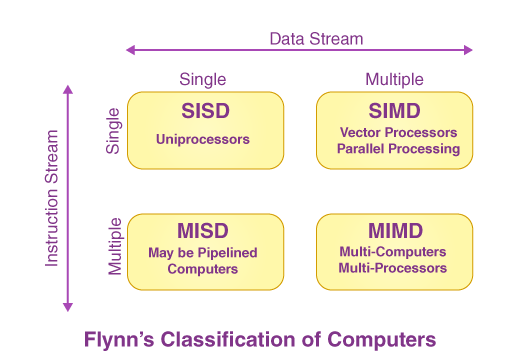 Data Stream
Single
Multiple
Instruction Stream
Single
SISD
Uniprocessors
SIMD
Vector Processors
Parallel Processing
Multiple
MISD
May be Pipelined
Computers
MIMD
Multi-Computers
Multi-Processors
Flynn's Classification of Computers